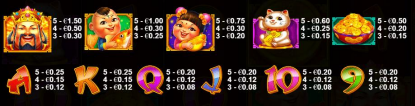 5 - €1.50
4 - €0.50
3 - €0.30
5 - €1.00
4 - €0.30
3 - €0.25
5 - €0.75
4 - €0.30
3 - €0.20
5 - €0.60
4 - €0.25
3 - €0.15
5 - €0.50
4 - €0.20
3 - €0.15
A
5 - €0.25
4 - €0.15
3 - €0.12
K
5 - €0.25
4 - €0.15
3 - €0.12
Q
5 - €0.20
4 - €0.12
3 - €0.08
J
5 - €0.20
4 - €0.12
3 - €0.08
10
5 - €0.20
4 - €0.12
3 - €0.08
9
5 - €0.20
4 - €0.12
3 - €0.08